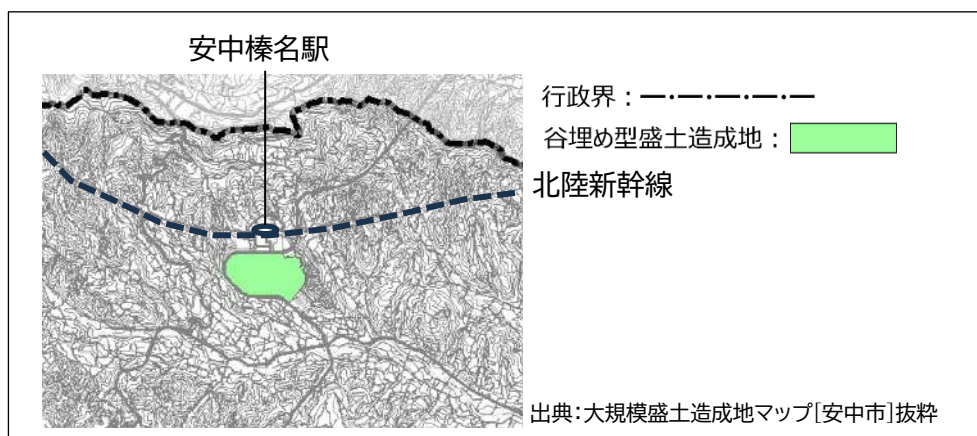 安中榛名駅
行政界：
谷埋め型盛土造成地：
北陸新幹線
出典：大規模盛土造成地マップ[安中市]抜粋